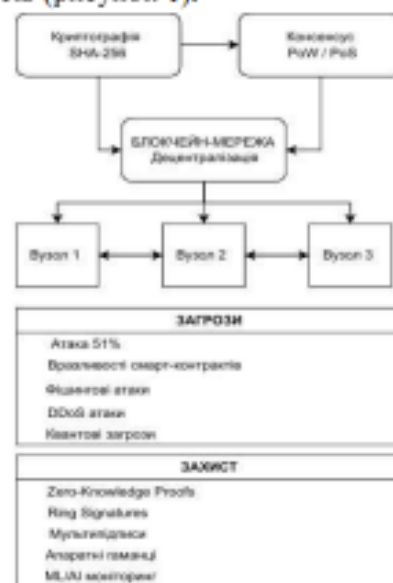 (рисунок 1).
Криптографія
SHA-256
Консенсус
PoW / PoS
БЛОКЧЕЙН-МЕРЕЖА
Децентралізація
Вузол 1
Вузол 2
Вузол 3
ЗАГРОЗИ
Атака 51%
Вразливості смарт-контрактів
Фішингові атаки
DDoS атаки
Квантові загрози
ЗАХИСТ
Zero-Knowledge Proofs
Ring Signatures
Мультипідписи
Апаратні гаманці
ML/AI моніторинг